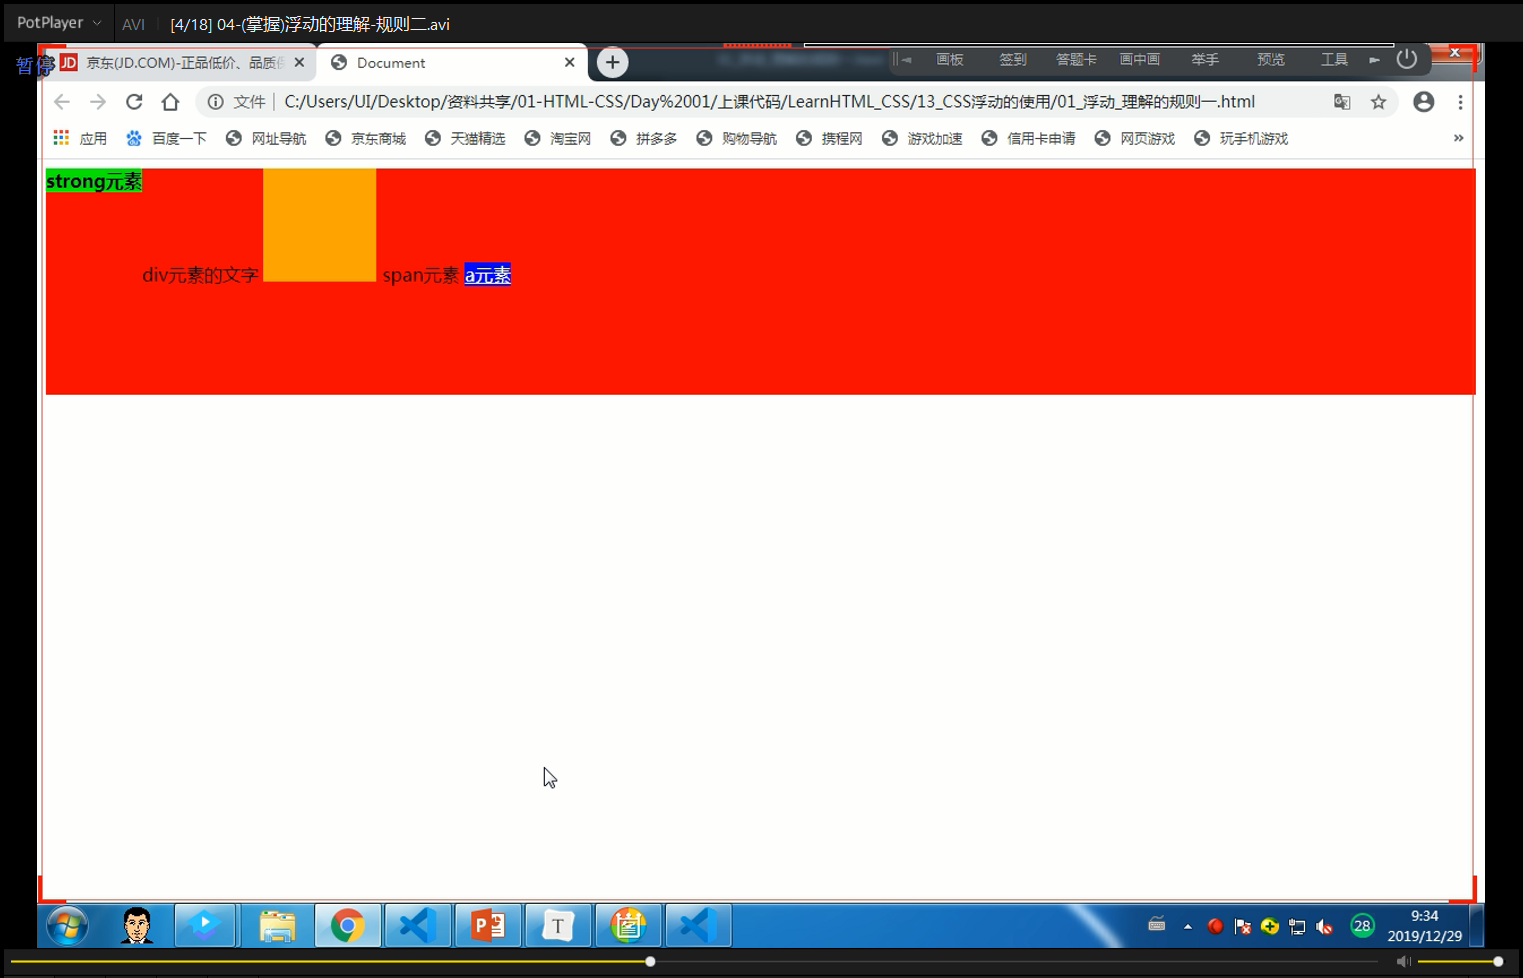 PotPlayer AVI [4/18] 04-(掌握)浮动的理解-规则二.avi
暂停
JD 京东(JD.COM)-正品低价、品质 Document
画板 签到 答题卡 画中画 举手 预览 工具
文件 C:/Users/UI/Desktop/资料共享/01-HTML-CSS/Day%2001/上课代码/LearnHTML_CSS/13_CSS浮动的使用/01_浮动_理解的规则一.html
应用 百度一下 网址导航 京东商城 天猫精选 淘宝网 拼多多 购物导航 携程网 游戏加速 信用卡申请 网页游戏 玩手机游戏 »
strong元素
div元素的文字 span元素 a元素
P T 28 9:34
2019/12/29